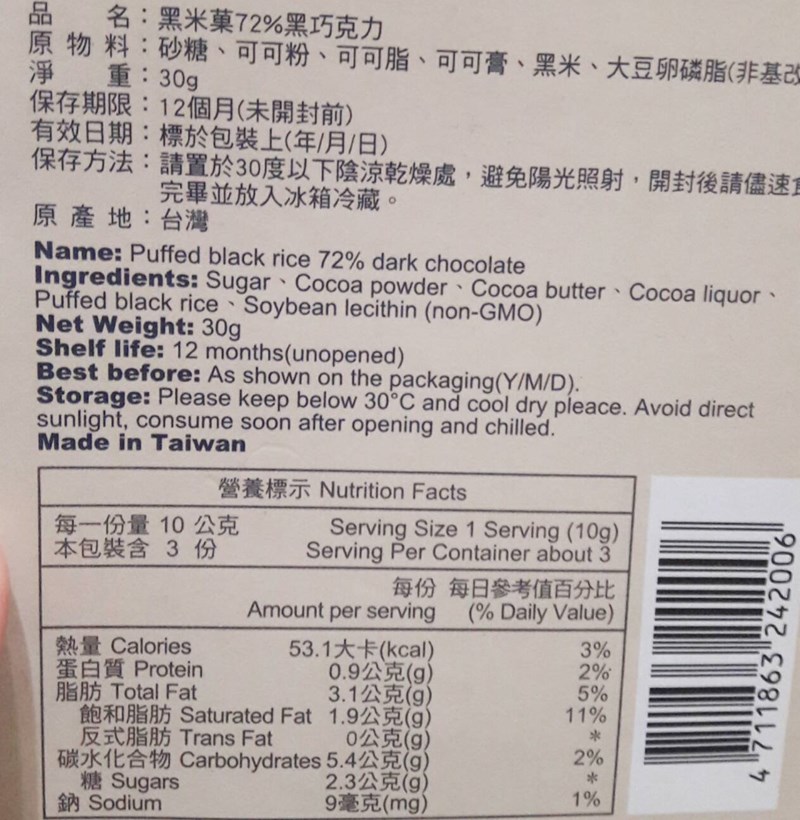 品 名：黑米菓72%黑巧克力
原 物 料：砂糖、可可粉、可可脂、可可膏、黑米、大豆卵磷脂(非基改
淨 重：30g
保存期限：12個月(未開封前)
有效日期：標於包裝上(年/月/日)
保存方法：請置於30度以下陰涼乾燥處，避免陽光照射，開封後請儘速
完畢並放入冰箱冷藏。
原 產 地：台灣
Name: Puffed black rice 72% dark chocolate
Ingredients: Sugar、Cocoa powder、Cocoa butter、Cocoa liquor、
Puffed black rice、Soybean lecithin (non-GMO)
Net Weight: 30g
Shelf life: 12 months(unopened)
Best before: As shown on the packaging(Y/M/D).
Storage: Please keep below 30°C and cool dry pleace. Avoid direct
sunlight, consume soon after opening and chilled.
Made in Taiwan
營養標示 Nutrition Facts
每一份量 10 公克 Serving Size 1 Serving (10g)
本包裝含 3 份 Serving Per Container about 3
每份 每日參考值百分比
Amount per serving (% Daily Value)
熱量 Calories 53.1大卡(kcal) 3%
蛋白質 Protein 0.9公克(g) 2%
脂肪 Total Fat 3.1公克(g) 5%
飽和脂肪 Saturated Fat 1.9公克(g) 11%
反式脂肪 Trans Fat 0公克(g) *
碳水化合物 Carbohydrates 5.4公克(g) 2%
糖 Sugars 2.3公克(g) *
鈉 Sodium 9毫克(mg) 1%
4 711863 242006